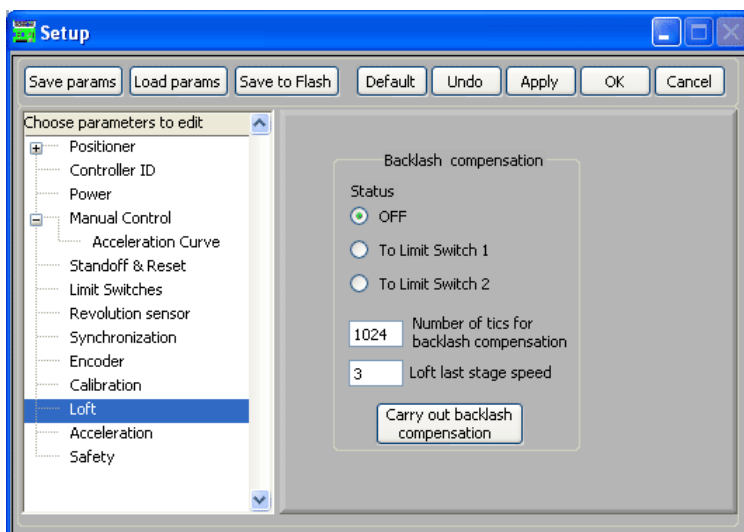 Setup
Save params Load params Save to Flash Default Undo Apply OK Cancel
Choose parameters to edit
Positioner
Controller ID
Power
Manual Control
Acceleration Curve
Standoff & Reset
Limit Switches
Revolution sensor
Synchronization
Encoder
Calibration
Loft
Acceleration
Safety
Backlash compensation
Status
OFF
To Limit Switch 1
To Limit Switch 2
1024 Number of tics for
backlash compensation
3 Loft last stage speed
Carry out backlash
compensation